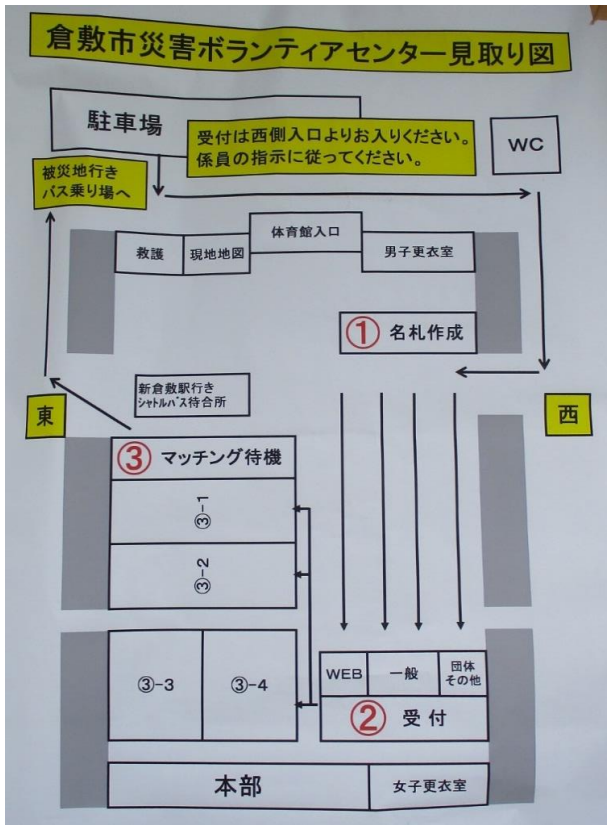 倉敷市災害ボランティアセンター見取り図
駐車場
受付は西側入口よりお入りください。
係員の指示に従ってください。
WC
被災地行き
バス乗り場へ
救護
現地地図
体育館入口
男子更衣室
① 名札作成
新倉敷駅行き
シャトルバス待合所
東
西
③ マッチング待機
③-1
③-2
③-3
③-4
WEB
一般
団体
その他
② 受付
本部
女子更衣室